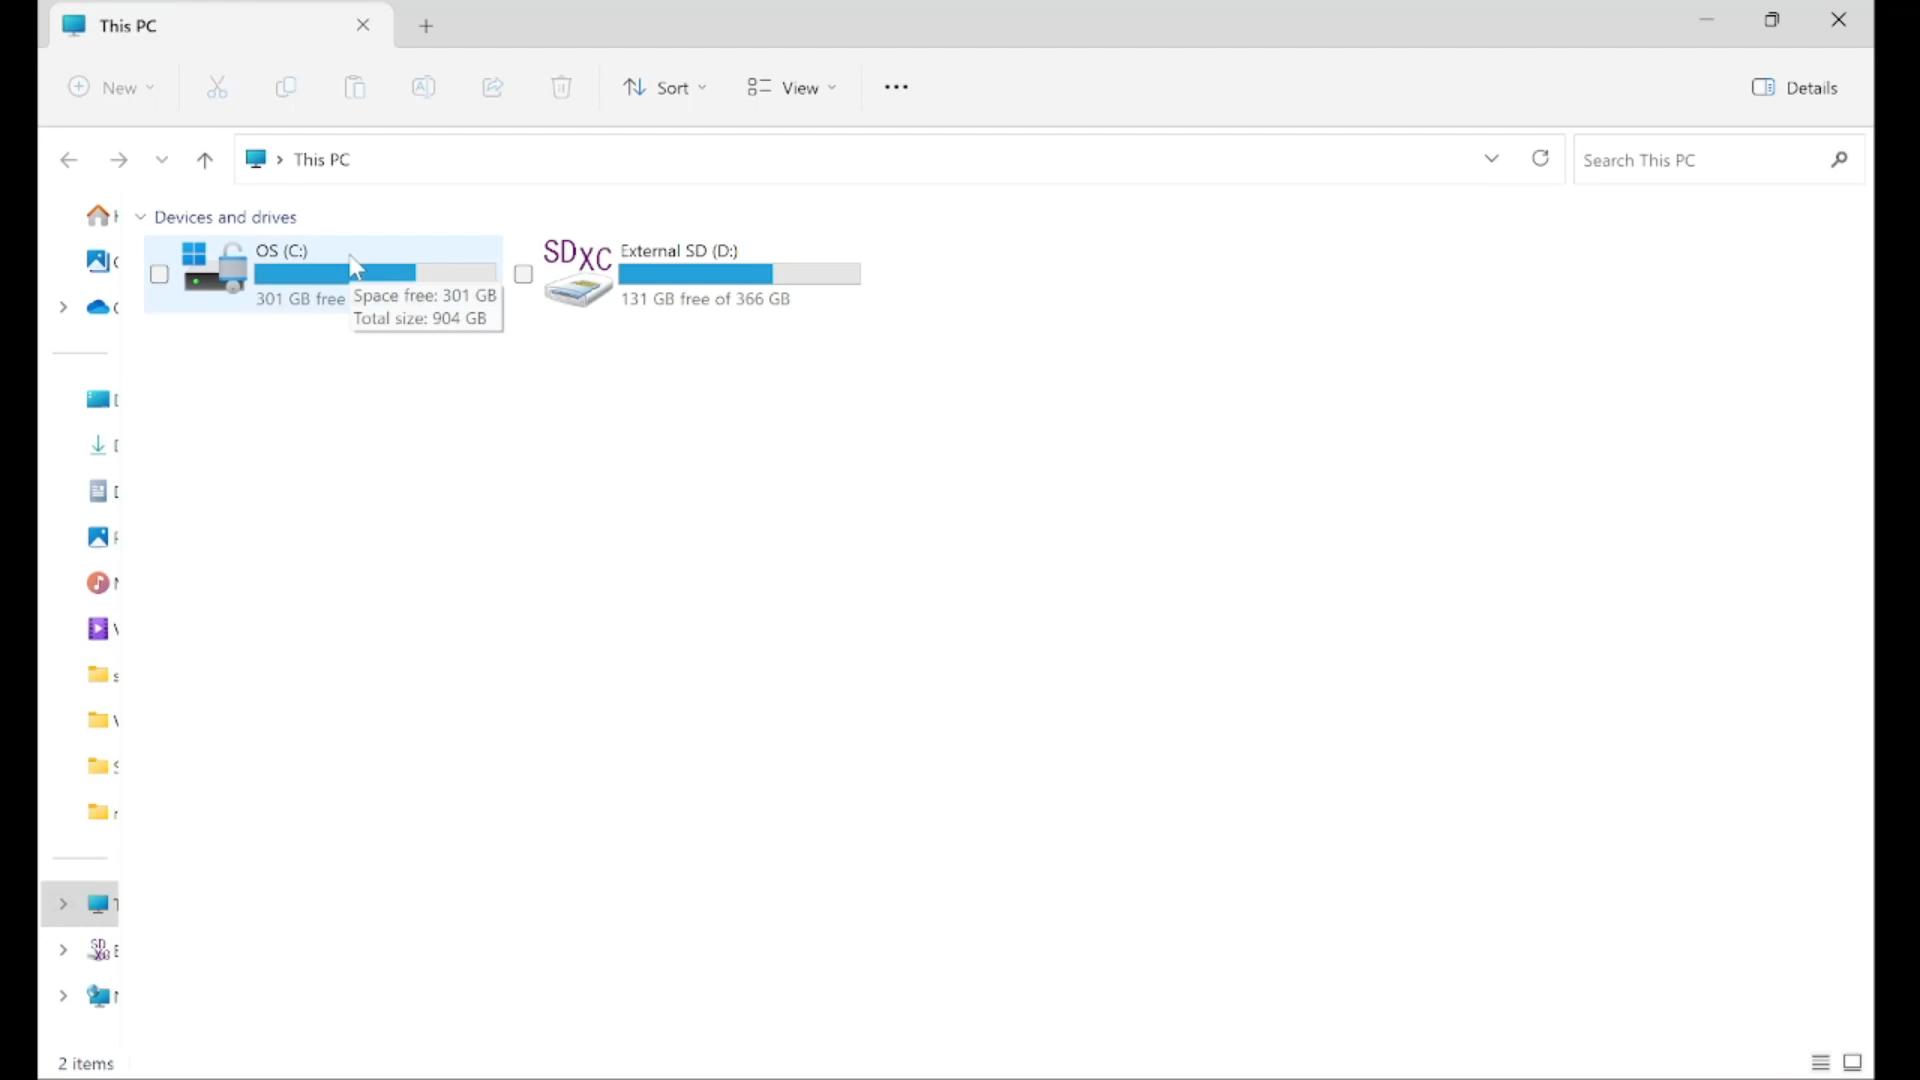 This PC
New
Sort
View
Details
This PC
Search This PC
Devices and drives
OS (C:)
301 GB free
Space free: 301 GB
Total size: 904 GB
SDXC
External SD (D:)
131 GB free of 366 GB
2 items